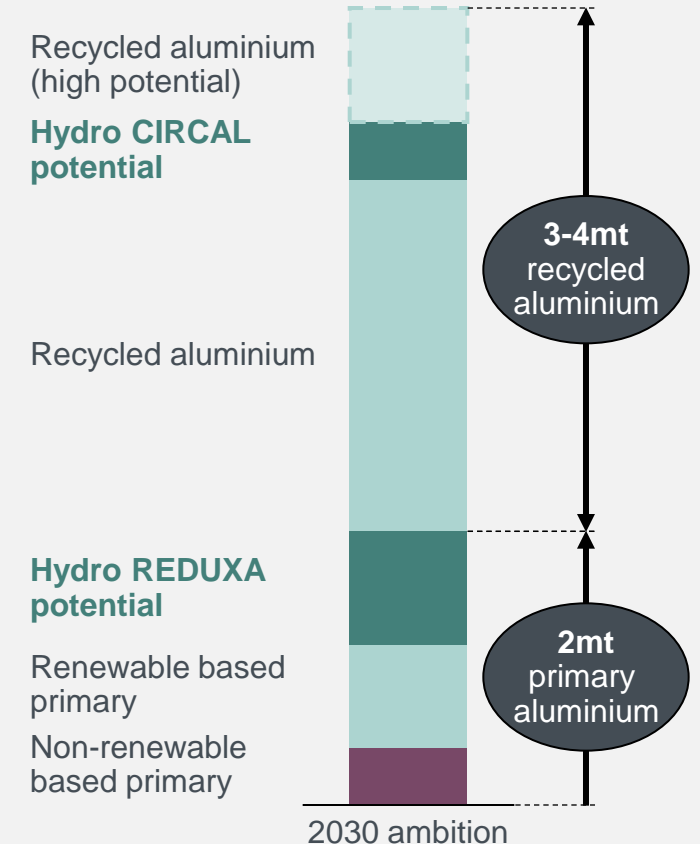 Recycled aluminium
(high potential)
Hydro CIRCAL
potential
3-4mt
recycled
aluminium
Recycled aluminium
Hydro REDUXA
potential
2mt
primary
aluminium
Renewable based
primary
Non-renewable
based primary
2030 ambition